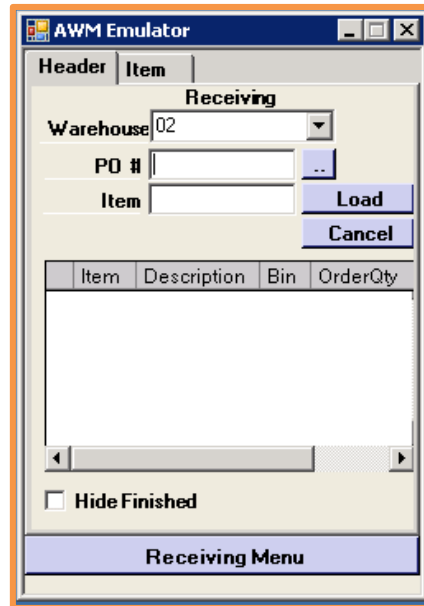 AWM Emulator
Header Item
Receiving
Warehouse 02
PO # ..
Item Load
Cancel
Item Description Bin OrderQty
Hide Finished
Receiving Menu